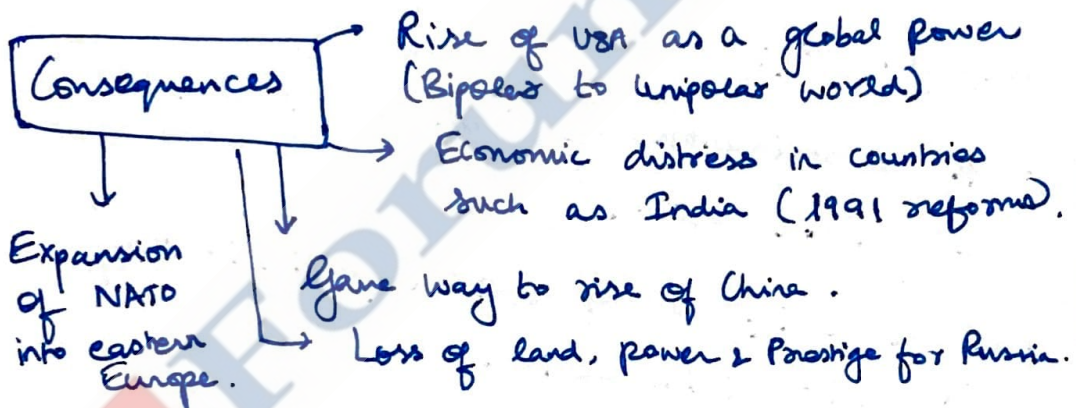 Consequences
Rise of USA as a global power
(Bipolar to unipolar world)
Economic distress in countries
such as India (1991 reforms).
Expansion
of NATO
into eastern
Europe.
Gave way to rise of China.
Loss of land, power & Prestige for Russia.
Forum